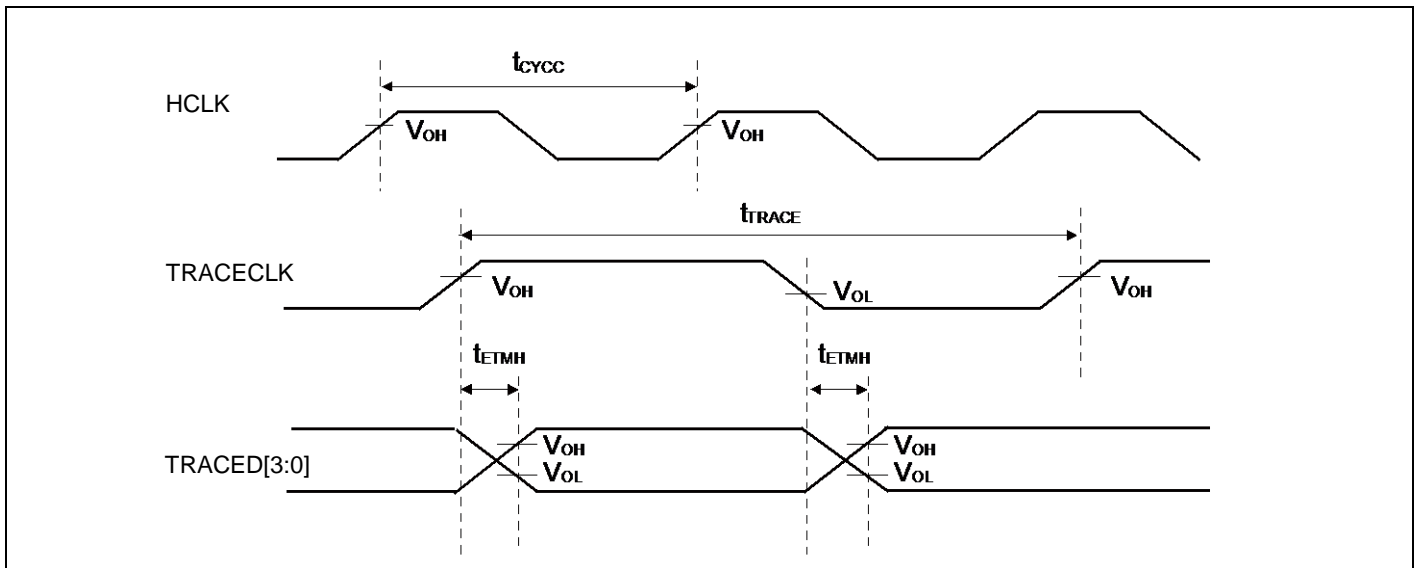 tCYCC
HCLK
VOH
VOH
tTRACE
TRACECLK
VOH
VOL
VOH
tETMH
tETMH
TRACED[3:0]
VOH
VOH
VOL
VOL